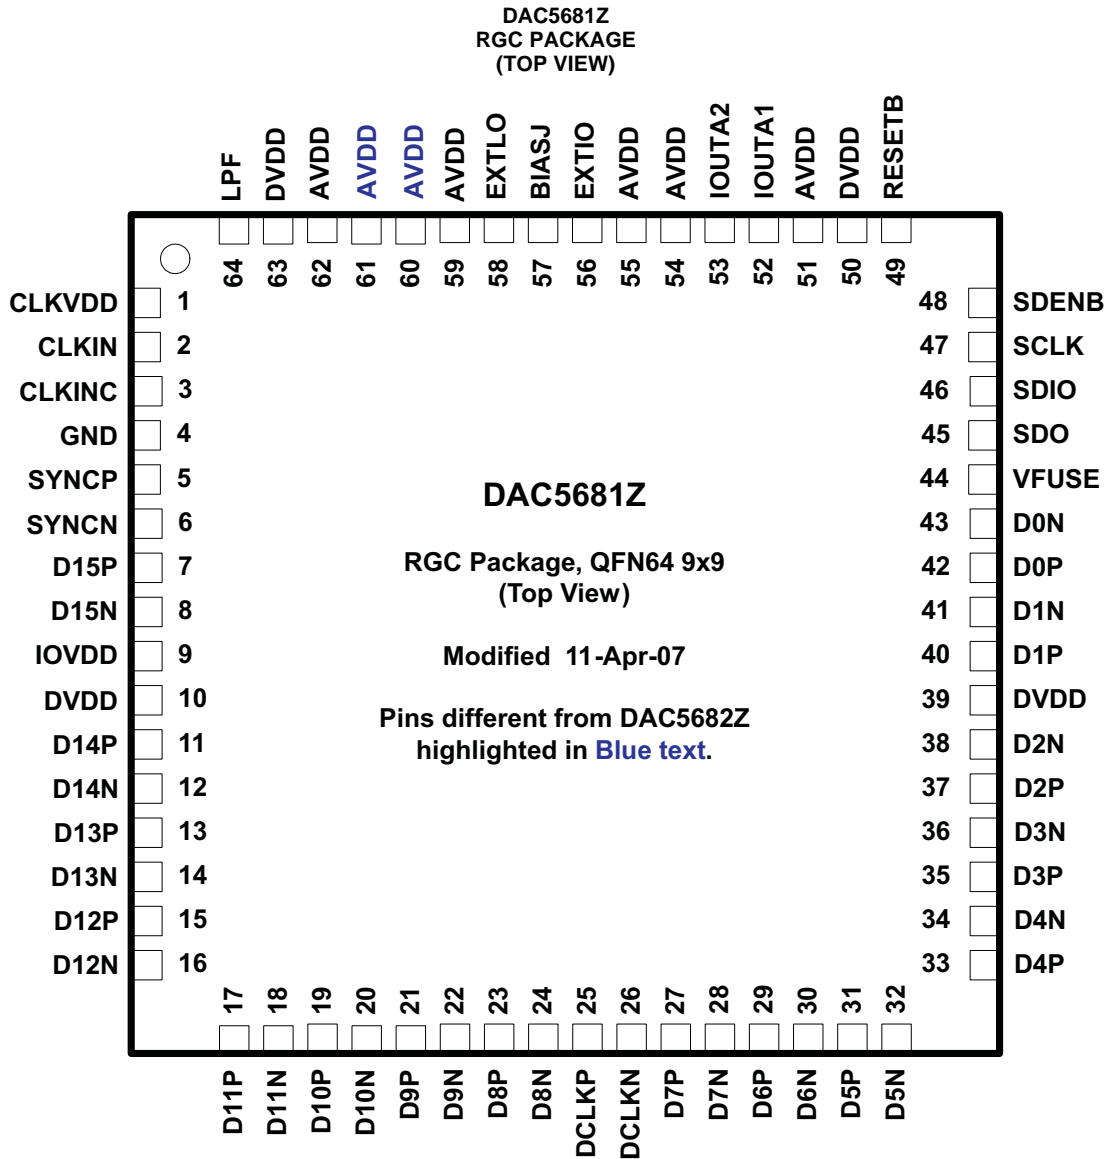 DAC5681Z
RGC PACKAGE
(TOP VIEW)
LPF
DVDD
AVDD
AVDD
AVDD
AVDD
EXTLO
BIASJ
EXTIO
AVDD
AVDD
IOUTA2
IOUTA1
AVDD
DVDD
RESETB
64
63
62
61
60
59
58
57
56
55
54
53
52
51
50
49
CLKVDD 1
CLKIN 2
CLKINC 3
GND 4
SYNCP 5
SYNCN 6
D15P 7
D15N 8
IOVDD 9
DVDD 10
D14P 11
D14N 12
D13P 13
D13N 14
D12P 15
D12N 16
DAC5681Z
RGC Package, QFN64 9x9
(Top View)
Modified 11-Apr-07
Pins different from DAC5682Z
highlighted in Blue text.
48 SDENB
47 SCLK
46 SDIO
45 SDO
44 VFUSE
43 D0N
42 D0P
41 D1N
40 D1P
39 DVDD
38 D2N
37 D2P
36 D3N
35 D3P
34 D4N
33 D4P
17
18
19
20
21
22
23
24
25
26
27
28
29
30
31
32
D11P
D11N
D10P
D10N
D9P
D9N
D8P
D8N
DCLKP
DCLKN
D7P
D7N
D6P
D6N
D5P
D5N